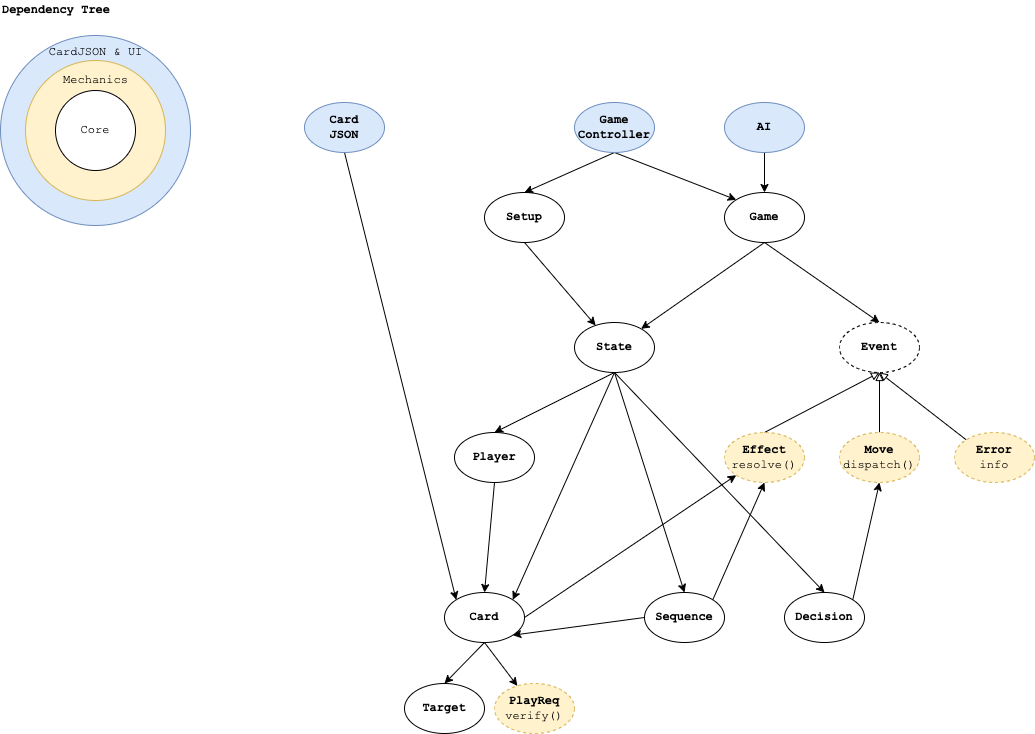 Dependency Tree
CardJSON & UI
Mechanics
Core
Card
JSON
Game
Controller
AI
Setup
Game
State
Event
Player
Effect
resolve()
Move
dispatch()
Error
info
Card
Sequence
Decision
Target
PlayReq
verify()